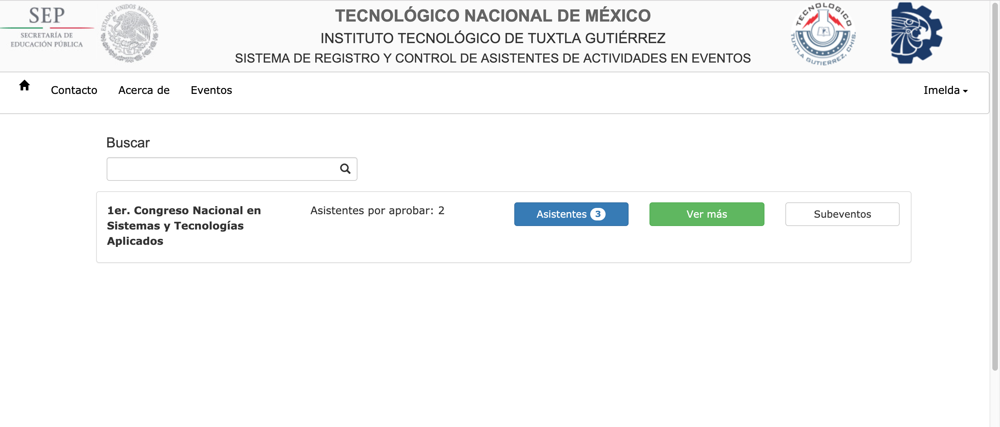 SEP
SECRETARÍA DE
EDUCACIÓN PÚBLICA
ESTADOS UNIDOS MEXICANOS
TECNOLÓGICO NACIONAL DE MÉXICO
INSTITUTO TECNOLÓGICO DE TUXTLA GUTIÉRREZ
SISTEMA DE REGISTRO Y CONTROL DE ASISTENTES DE ACTIVIDADES EN EVENTOS
TECNOLOGICO
TUXTLA GUTIERREZ, CHIS.
Contacto Acerca de Eventos Imelda
Buscar
1er. Congreso Nacional en
Sistemas y Tecnologías
Aplicados
Asistentes por aprobar: 2
Asistentes 3
Ver más
Subeventos